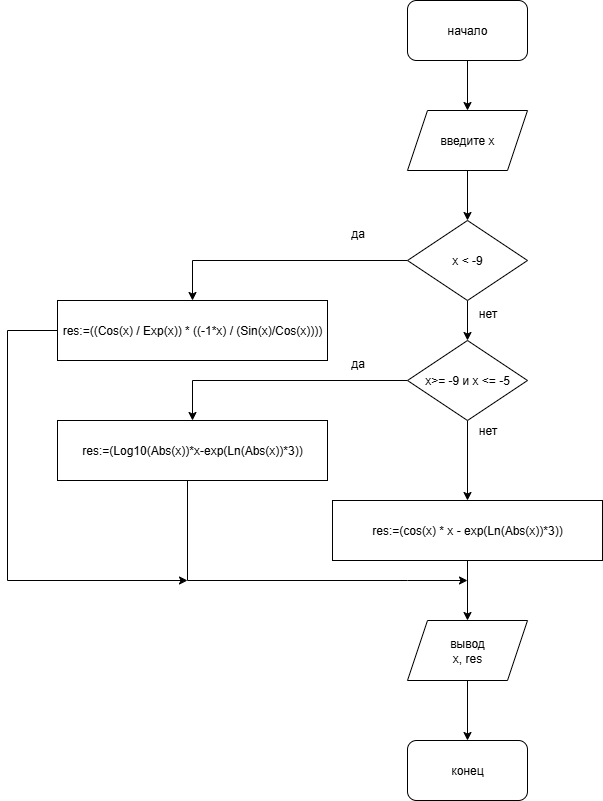 начало
введите x
x < -9
да
нет
res:=((Cos(x) / Exp(x)) * ((-1*x) / (Sin(x)/Cos(x))))
x>= -9 и x <= -5
да
нет
res:=(Log10(Abs(x))*x-exp(Ln(Abs(x))*3))
res:=(cos(x) * x - exp(Ln(Abs(x))*3))
вывод
x, res
конец